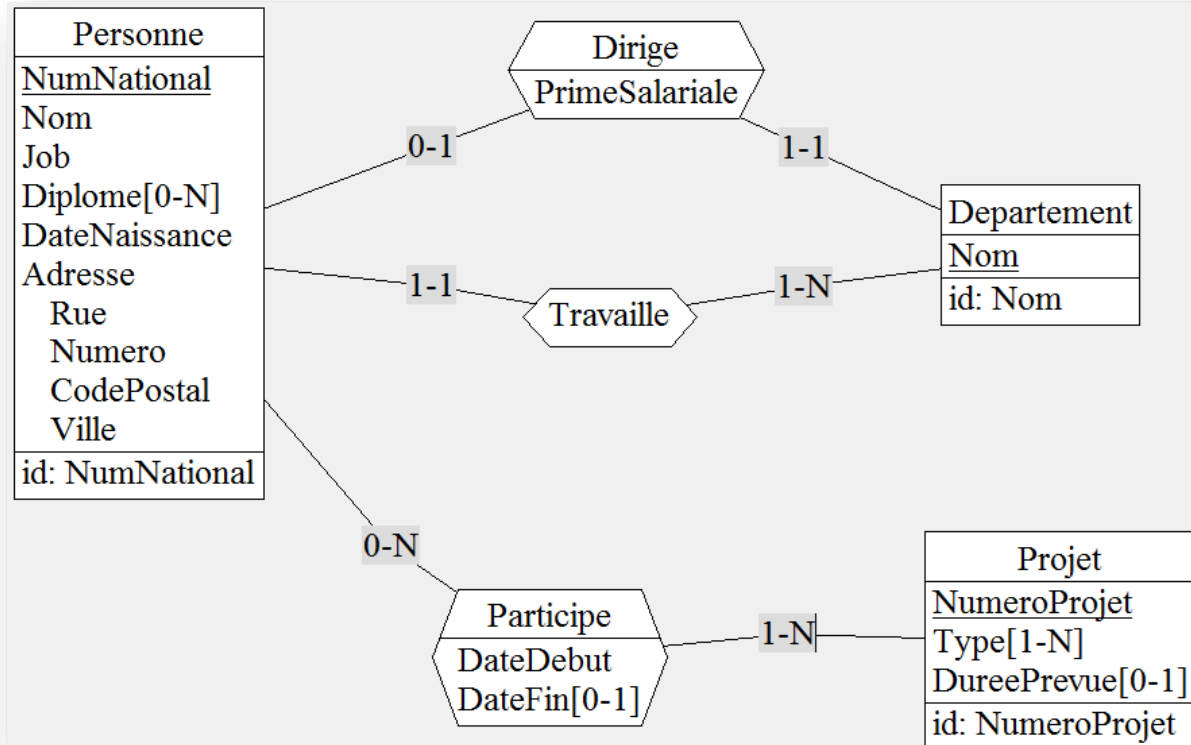 Personne
NumNational
Nom
Job
Diplome[0-N]
DateNaissance
Adresse
Rue
Numero
CodePostal
Ville
id: NumNational
Dirige
PrimeSalariale
0-1
1-1
Departement
Nom
id: Nom
1-1
Travaille
1-N
0-N
Participe
DateDebut
DateFin[0-1]
1-N
Projet
NumeroProjet
Type[1-N]
DureePrevue[0-1]
id: NumeroProjet